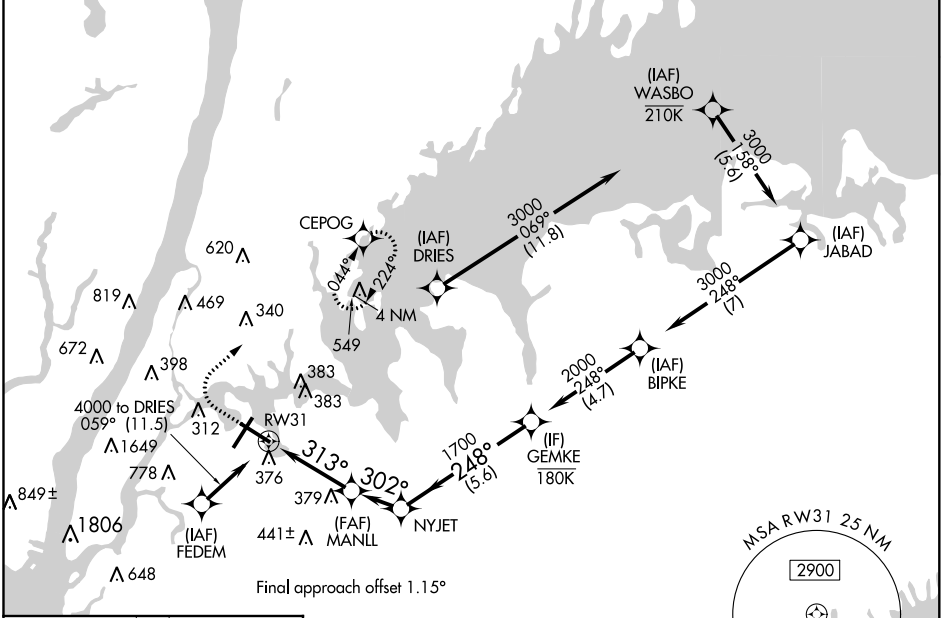 (IAF)
WASBO
210K
3000
158°
(5.6)
CEPOG
(IAF)
DRIES
3000
069°
(11.8)
(IAF)
JABAD
620
044°
224°
3000
248°
(7)
819
469
340
4 NM
549
672
398
383
383
2000
248°
(4.7)
(IAF)
BIPKE
4000 to DRIES
059° (11.5)
312
RW31
1649
778
376
313°
302°
1700
248°
(5.6)
(IF)
GEMKE
180K
849±
1806
(IAF)
FEDEM
379
(FAF)
MANLL
NYJET
441±
648
Final approach offset 1.15°
MSA RW31 25 NM
2900